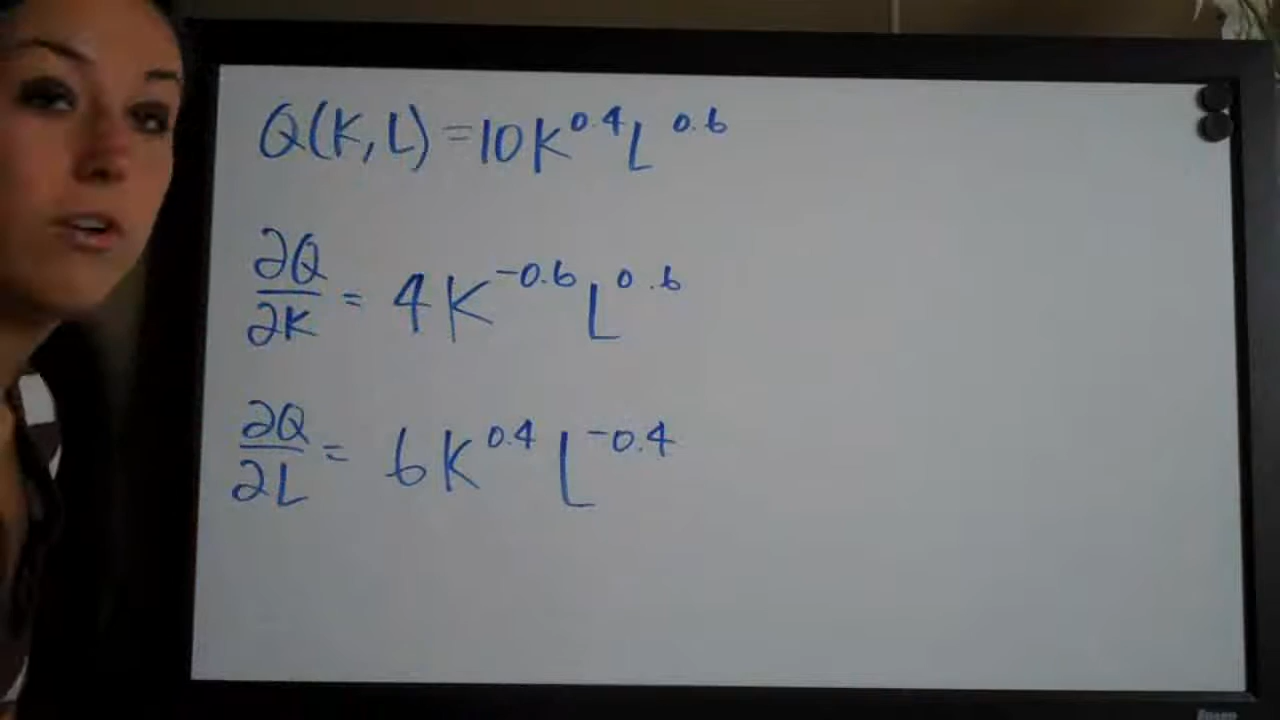 Q(K,L) = 10K^0.4 L^0.6
∂Q/∂K = 4K^-0.6 L^0.6
∂Q/∂L = 6K^0.4 L^-0.4